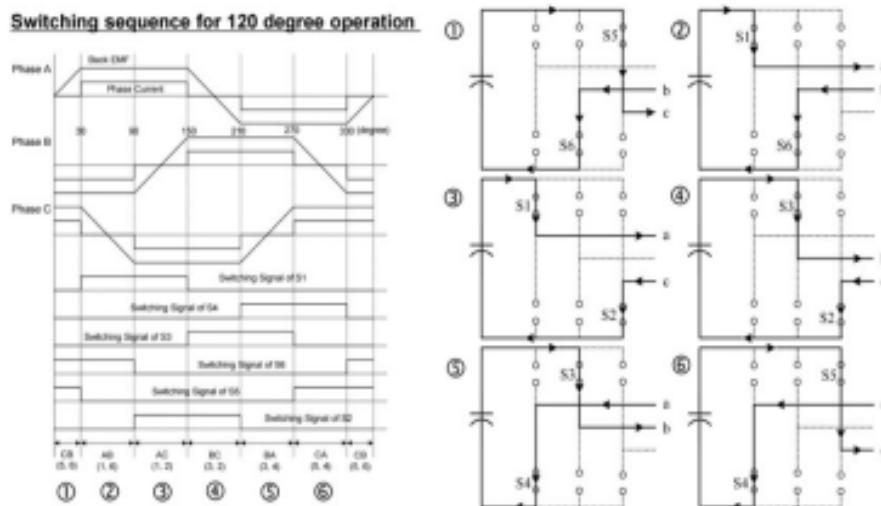 Switching sequence for 120 degree operation
Phase A
Back EMF
Phase Current
30 90 150 210 270 330 (degree)
Phase B
Phase C
Switching Signal of S1
Switching Signal of S4
Switching Signal of S3
Switching Signal of S6
Switching Signal of S5
Switching Signal of S2
CB AB AC BC BA CA CB
(5, 6) (1, 6) (1, 2) (3, 2) (3, 4) (5, 4) (5, 6)
① ② ③ ④ ⑤ ⑥
①
S5
b
c
S6
②
S1
S6
③
S1
a
c
S2
④
S3
S2
⑤
S3
a
b
S4
⑥
S5
S4